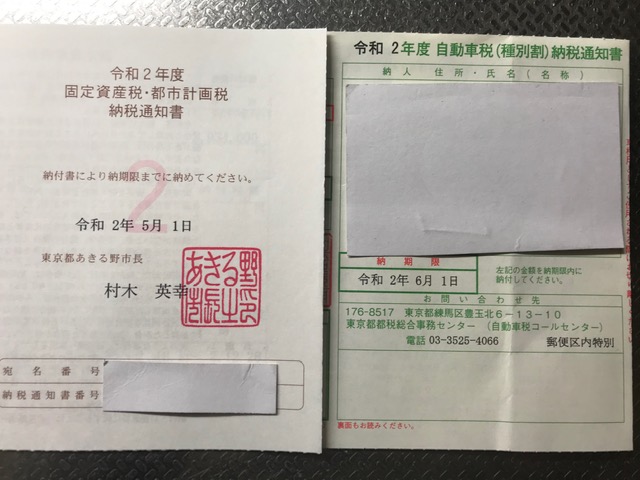 令和2年度
固定資産税・都市計画税
納税通知書
2
納付書により納期限までに納めてください。
令和 2年 5月 1日
東京都あきる野市長
村木 英幸
宛名番号
納税通知書番号
令和 2年度 自動車税(種別割)納税通知書
納人 住所・氏名(名称)
納期限
令和 2年 6月 1日
左記の金額を納期限内に
納付してください。
お問い合わせ先
176-8517 東京都練馬区豊玉北6-13-10
東京都都税総合事務センター (自動車税コールセンター)
電話 03-3525-4066 郵便区内特別
裏面もお読みください。